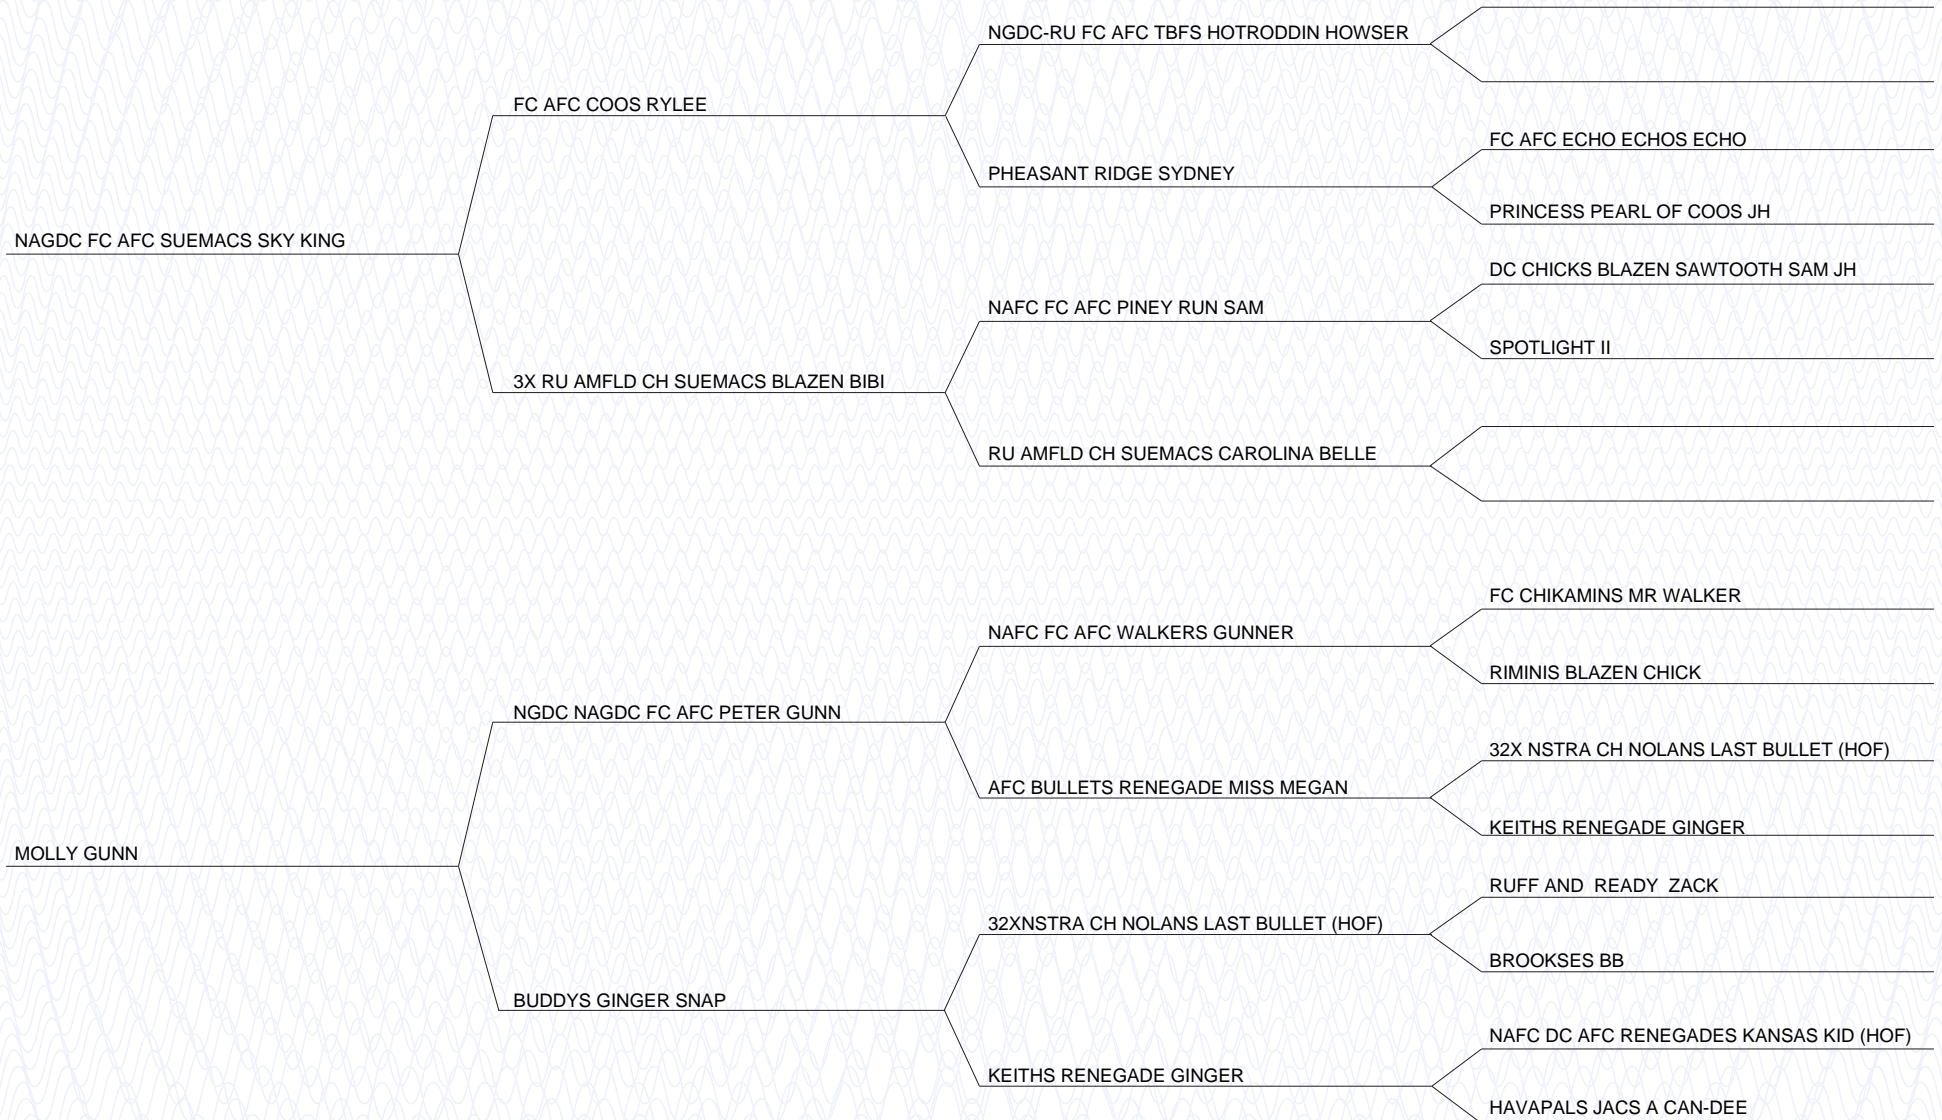 NGDC-RU FC AFC TBFS HOTRODDIN HOWSER
FC AFC COOS RYLEE
FC AFC ECHO ECHOS ECHO
PHEASANT RIDGE SYDNEY
PRINCESS PEARL OF COOS JH
NAGDC FC AFC SUEMACS SKY KING
DC CHICKS BLAZEN SAWTOOTH SAM JH
NAFC FC AFC PINEY RUN SAM
SPOTLIGHT II
3X RU AMFLD CH SUEMACS BLAZEN BIBI
RU AMFLD CH SUEMACS CAROLINA BELLE
FC CHIKAMINS MR WALKER
NAFC FC AFC WALKERS GUNNER
RIMINIS BLAZEN CHICK
NGDC NAGDC FC AFC PETER GUNN
32X NSTRA CH NOLANS LAST BULLET (HOF)
AFC BULLETS RENEGADE MISS MEGAN
KEITHS RENEGADE GINGER
MOLLY GUNN
RUFF AND  READY  ZACK
32XNSTRA CH NOLANS LAST BULLET (HOF)
BROOKSES BB
BUDDYS GINGER SNAP
NAFC DC AFC RENEGADES KANSAS KID (HOF)
KEITHS RENEGADE GINGER
HAVAPALS JACS A CAN-DEE